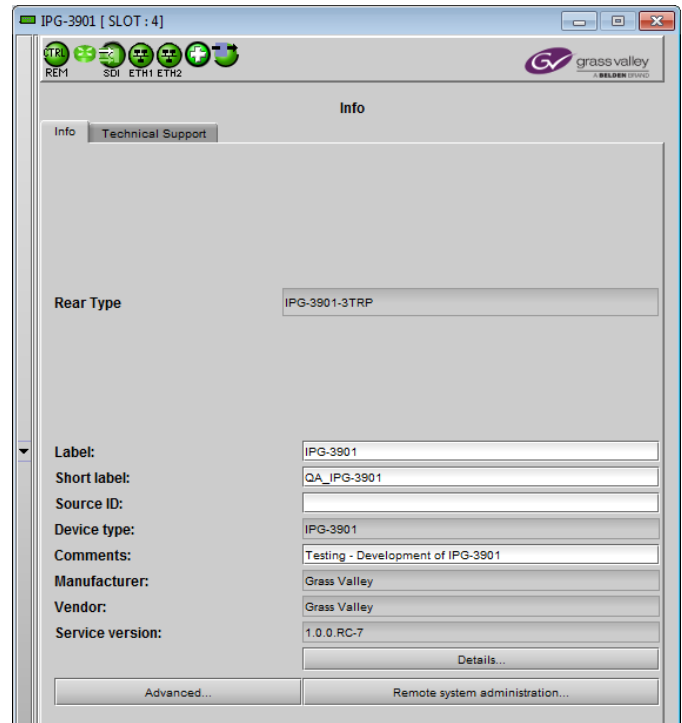 IPG-3901 [ SLOT : 4]
CTRL
REM SDI ETH1 ETH2
GV grass valley
A BELDEN BRAND
Info
Info Technical Support
Rear Type IPG-3901-3TRP
Label: IPG-3901
Short label: QA_IPG-3901
Source ID:
Device type: IPG-3901
Comments: Testing - Development of IPG-3901
Manufacturer: Grass Valley
Vendor: Grass Valley
Service version: 1.0.0.RC-7
Details...
Advanced... Remote system administration...